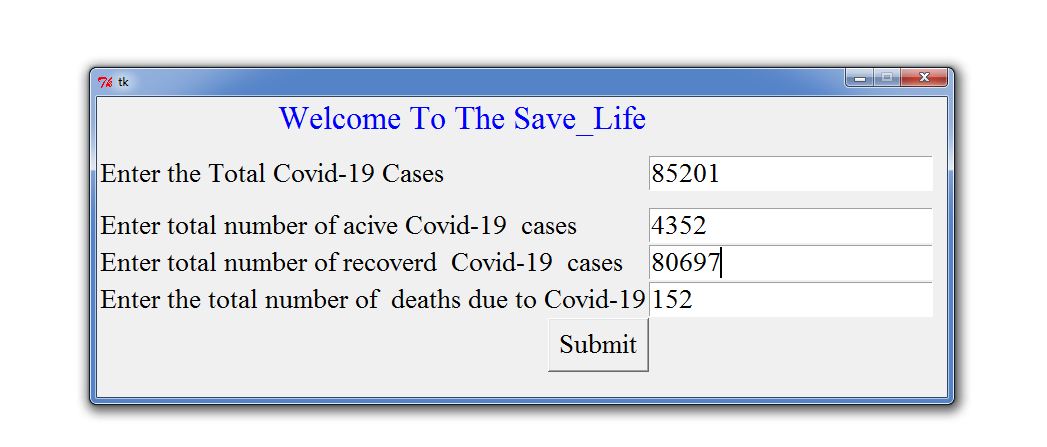 tk
Welcome To The Save_Life
Enter the Total Covid-19 Cases 85201
Enter total number of acive Covid-19  cases 4352
Enter total number of recoverd  Covid-19  cases 80697
Enter the total number of  deaths due to Covid-19 152
Submit